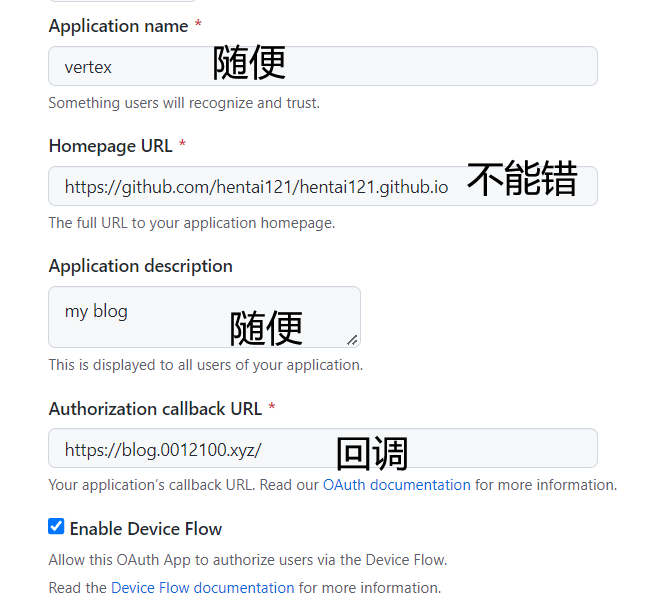 Application name *
vertex 随便
Something users will recognize and trust.
Homepage URL *
https://github.com/hentai121/hentai121.github.io 不能错
The full URL to your application homepage.
Application description
my blog
随便
This is displayed to all users of your application.
Authorization callback URL *
https://blog.0012100.xyz/ 回调
Your application's callback URL. Read our OAuth documentation for more information.
Enable Device Flow
Allow this OAuth App to authorize users via the Device Flow.
Read the Device Flow documentation for more information.